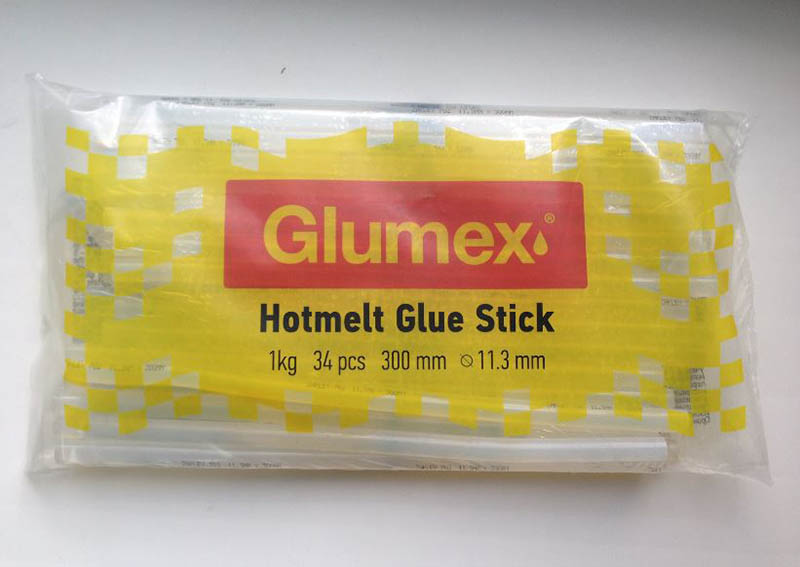 Glumex®
Hotmelt Glue Stick
1kg 34 pcs 300 mm ⌀ 11.3 mm